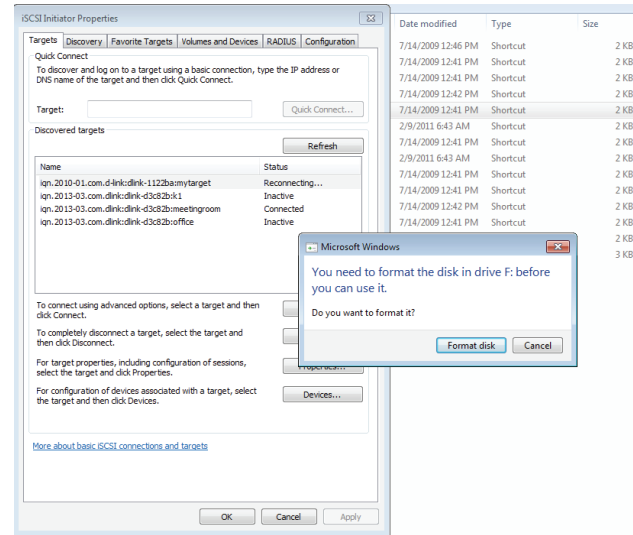 iSCSI Initiator Properties
Targets Discovery Favorite Targets Volumes and Devices RADIUS Configuration
Quick Connect
To discover and log on to a target using a basic connection, type the IP address or
DNS name of the target and then click Quick Connect.
Target:
Quick Connect...
Discovered targets
Refresh
Name Status
iqn.2010-01.com.d-link:dlink-1122ba:mytarget Reconnecting...
iqn.2013-03.com.dlink:dlink-d3c82b:k1 Inactive
iqn.2013-03.com.dlink:dlink-d3c82b:meetingroom Connected
iqn.2013-03.com.dlink:dlink-d3c82b:office Inactive
To connect using advanced options, select a target and then
click Connect.
To completely disconnect a target, select the target and
then click Disconnect.
For target properties, including configuration of sessions,
select the target and click Properties.
Properties...
For configuration of devices associated with a target, select
the target and then click Devices.
Devices...
More about basic iSCSI connections and targets
OK Cancel Apply
Date modified Type Size
7/14/2009 12:46 PM Shortcut 2 KB
7/14/2009 12:41 PM Shortcut 2 KB
7/14/2009 12:41 PM Shortcut 2 KB
7/14/2009 12:42 PM Shortcut 2 KB
7/14/2009 12:41 PM Shortcut 2 KB
2/9/2011 6:43 AM Shortcut 2 KB
7/14/2009 12:41 PM Shortcut 2 KB
2/9/2011 6:43 AM Shortcut 2 KB
7/14/2009 12:41 PM Shortcut 2 KB
7/14/2009 12:41 PM Shortcut 2 KB
7/14/2009 12:42 PM Shortcut 2 KB
7/14/2009 12:41 PM Shortcut 2 KB
2 KB
3 KB
Microsoft Windows
You need to format the disk in drive F: before
you can use it.
Do you want to format it?
Format disk Cancel